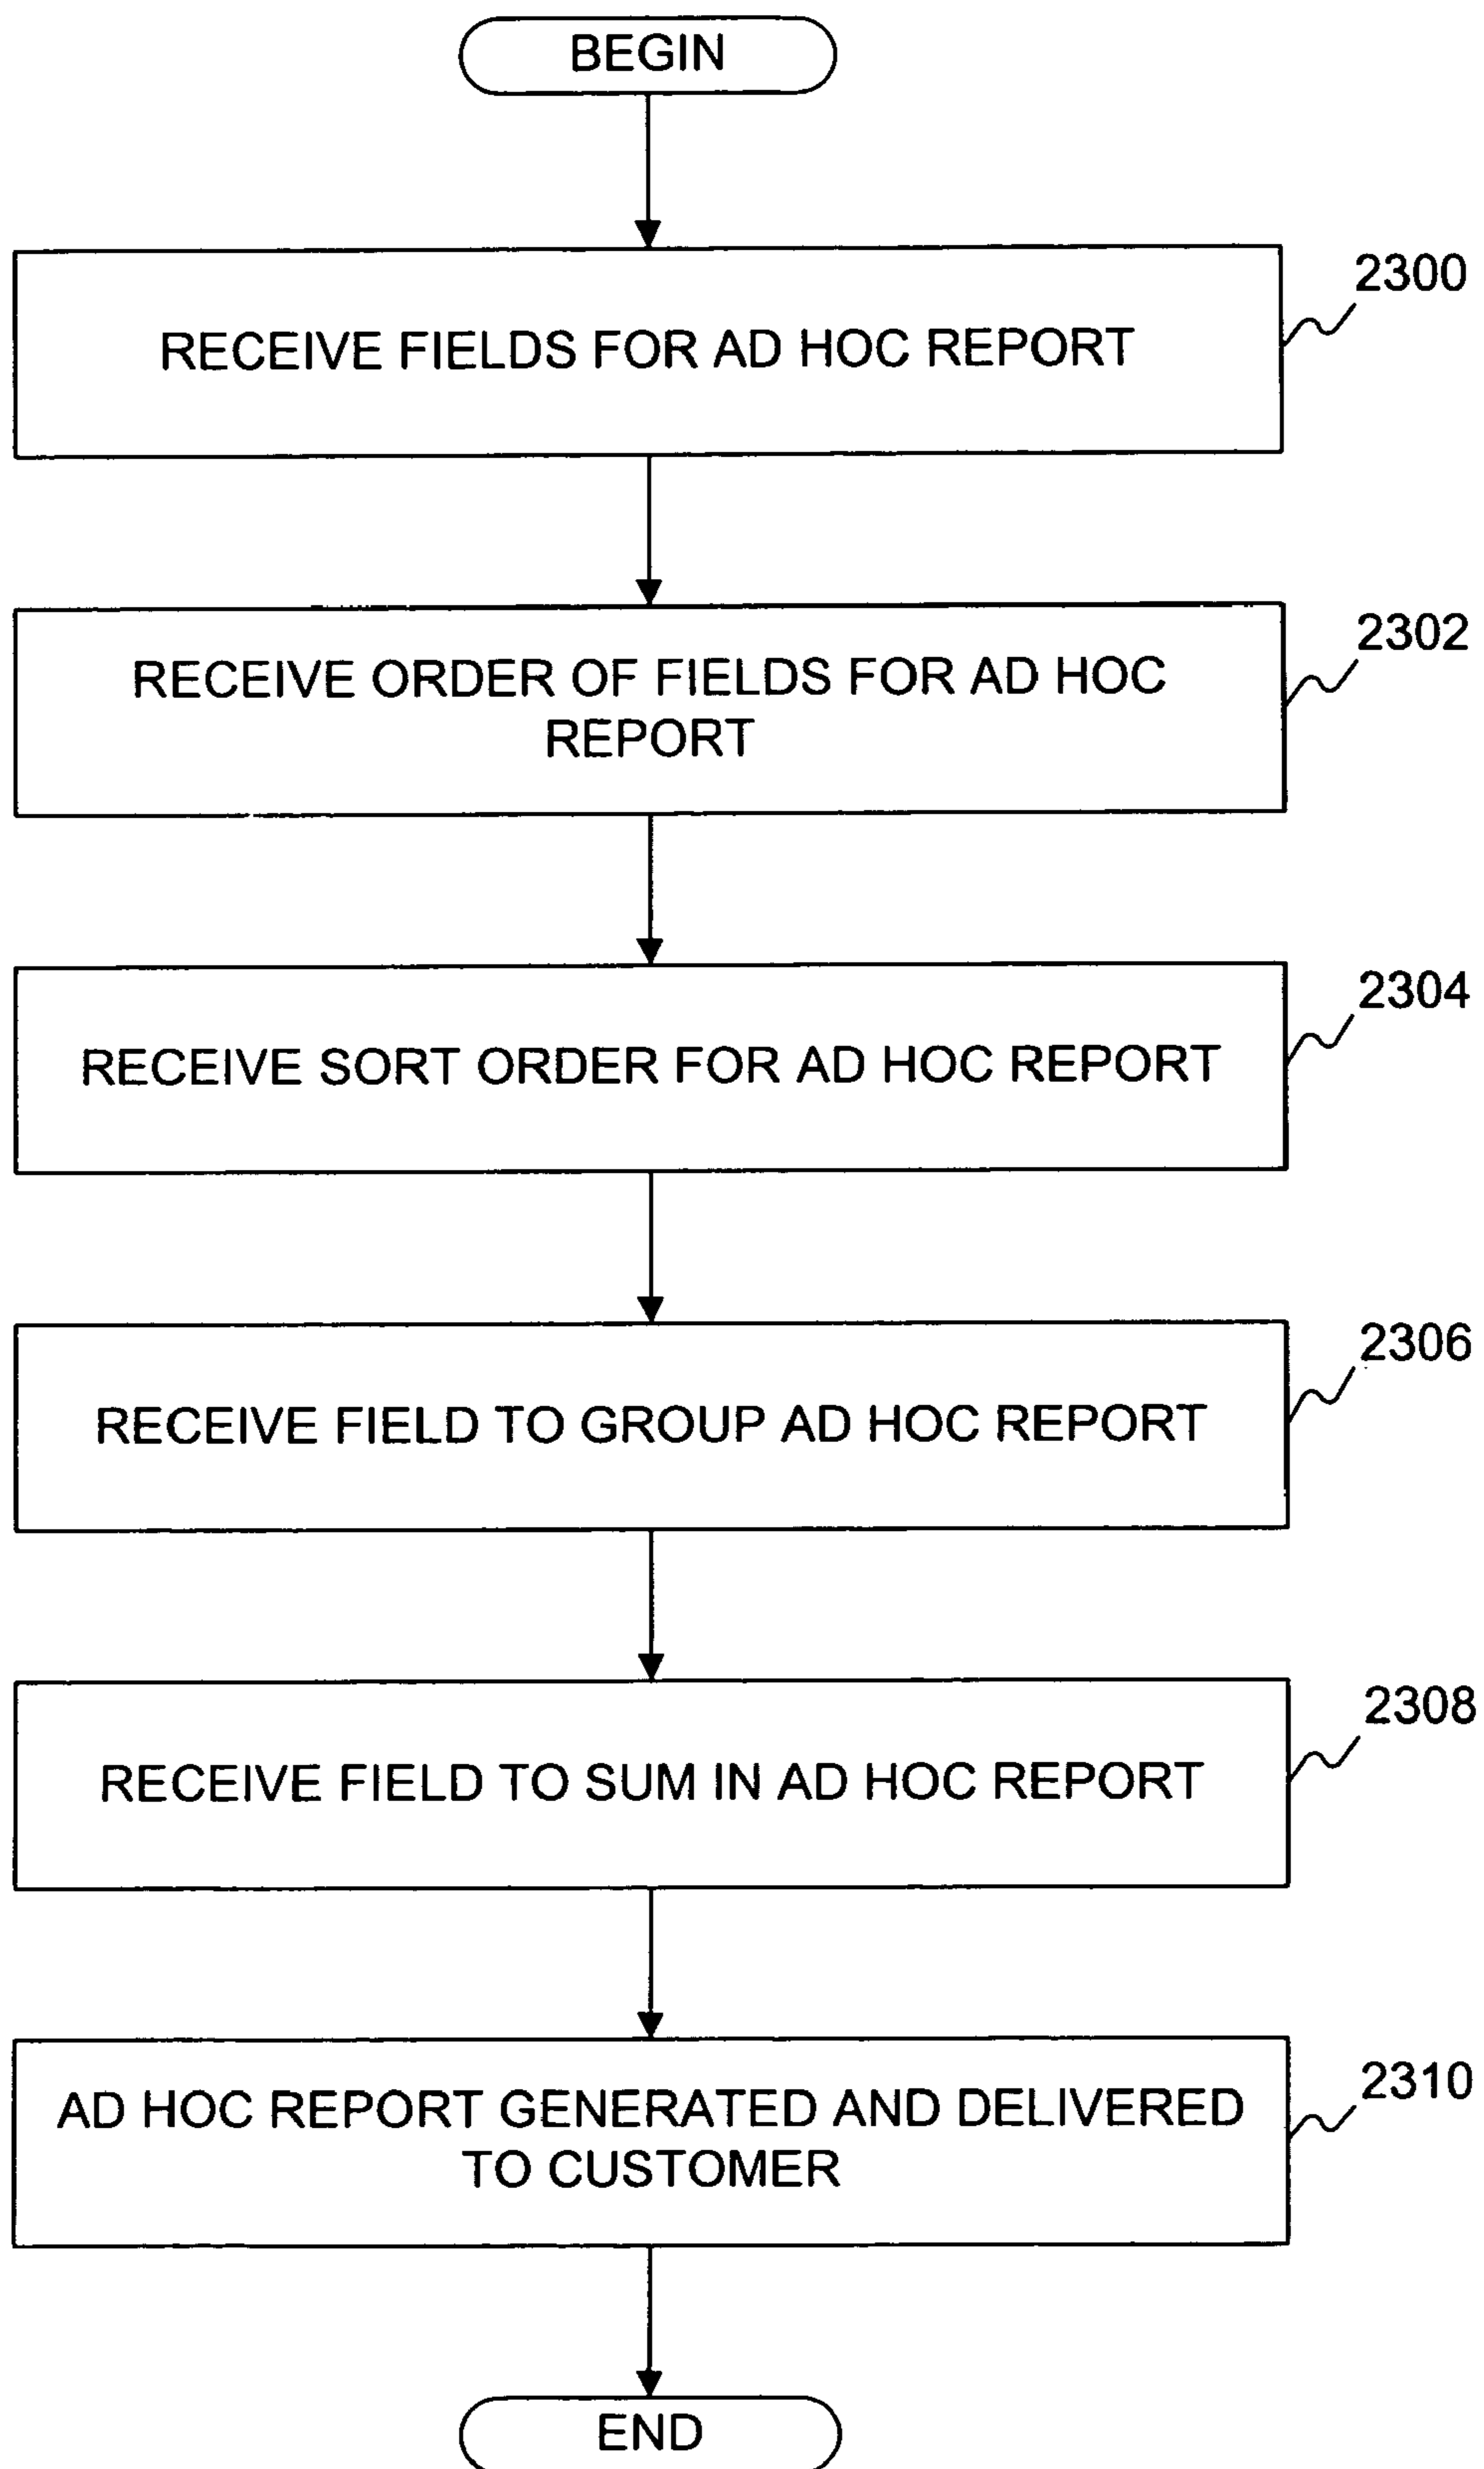 BEGIN
RECEIVE FIELDS FOR AD HOC REPORT
2300
RECEIVE ORDER OF FIELDS FOR AD HOC
REPORT
2302
RECEIVE SORT ORDER FOR AD HOC REPORT
2304
RECEIVE FIELD TO GROUP AD HOC REPORT
2306
RECEIVE FIELD TO SUM IN AD HOC REPORT
2308
AD HOC REPORT GENERATED AND DELIVERED
TO CUSTOMER
2310
END